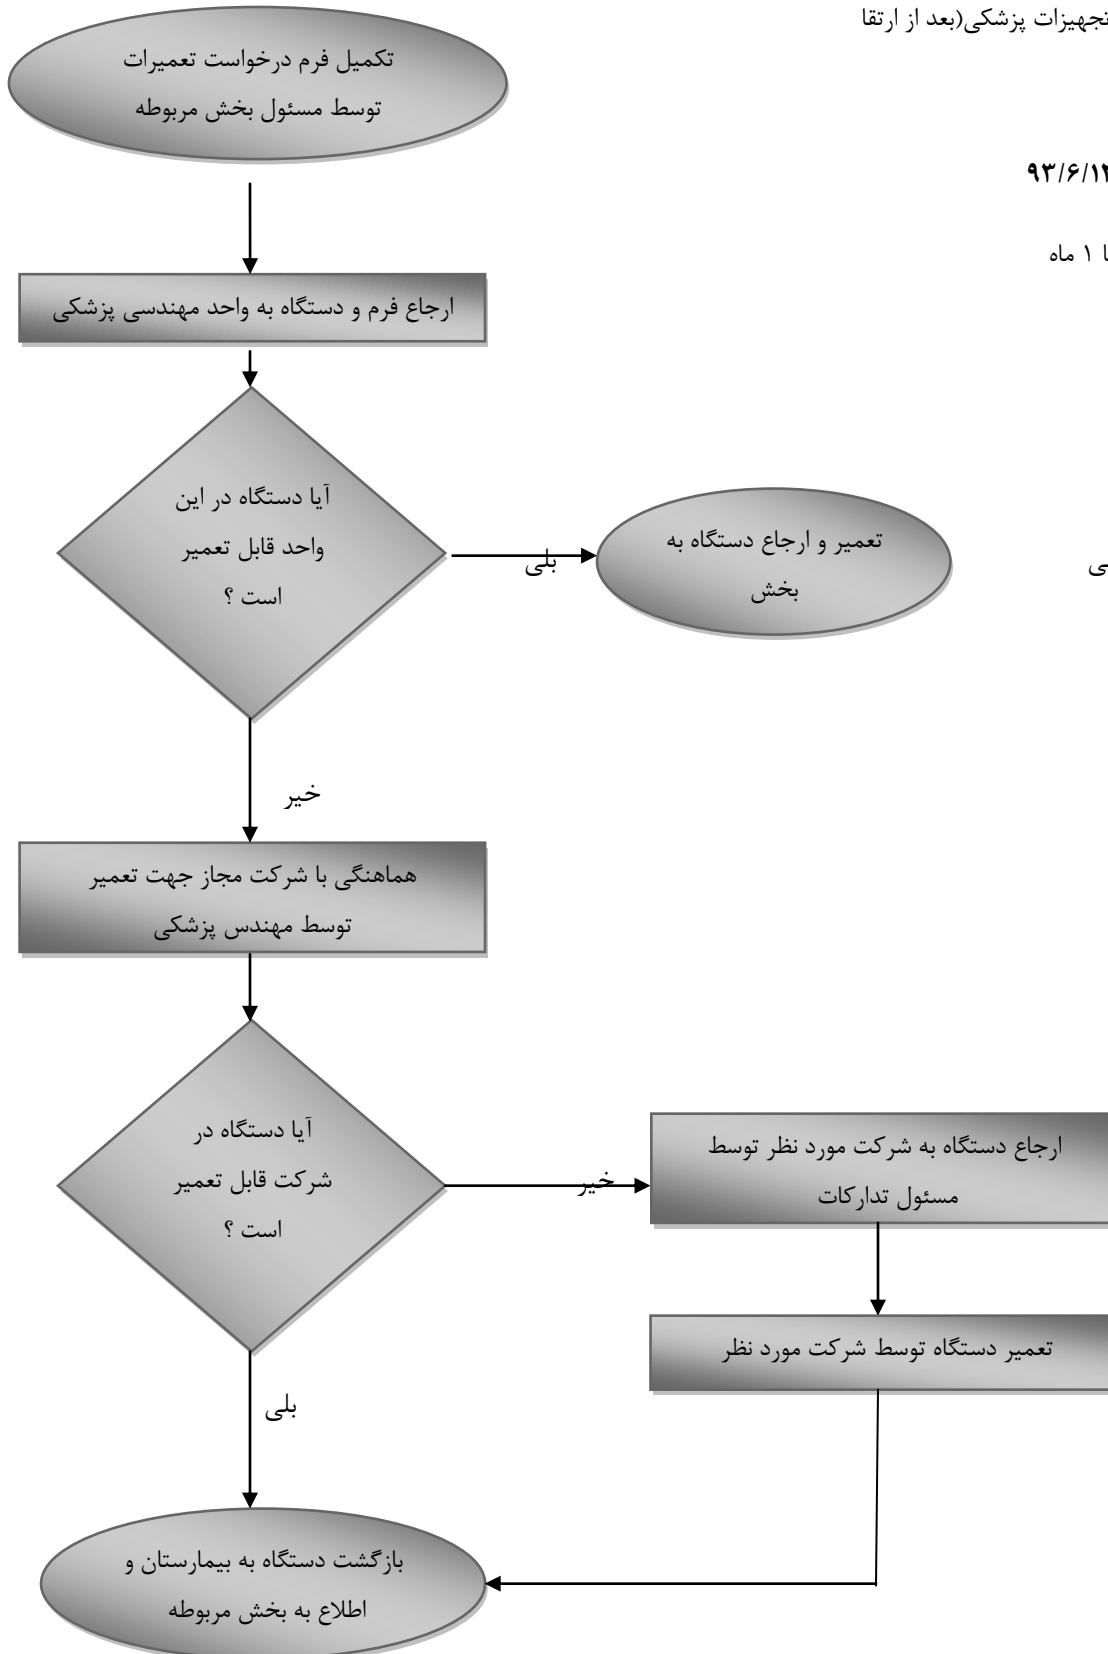 تجهیزات پزشکی(بعد از ارتقا
تکمیل فرم درخواست تعمیرات
توسط مسئول بخش مربوطه
۱ ماه
ارجاع فرم و دستگاه به واحد مهندسی پزشکی
آیا دستگاه در این
واحد قابل تعمیر
است ؟
بلی
تعمیر و ارجاع دستگاه به
بخش
خیر
هماهنگی با شرکت مجاز جهت تعمیر
توسط مهندس پزشکی
آیا دستگاه در
شرکت قابل تعمیر
است ؟
خیر
ارجاع دستگاه به شرکت مورد نظر توسط
مسئول تدارکات
تعمیر دستگاه توسط شرکت مورد نظر
بلی
بازگشت دستگاه به بیمارستان و
اطلاع به بخش مربوطه